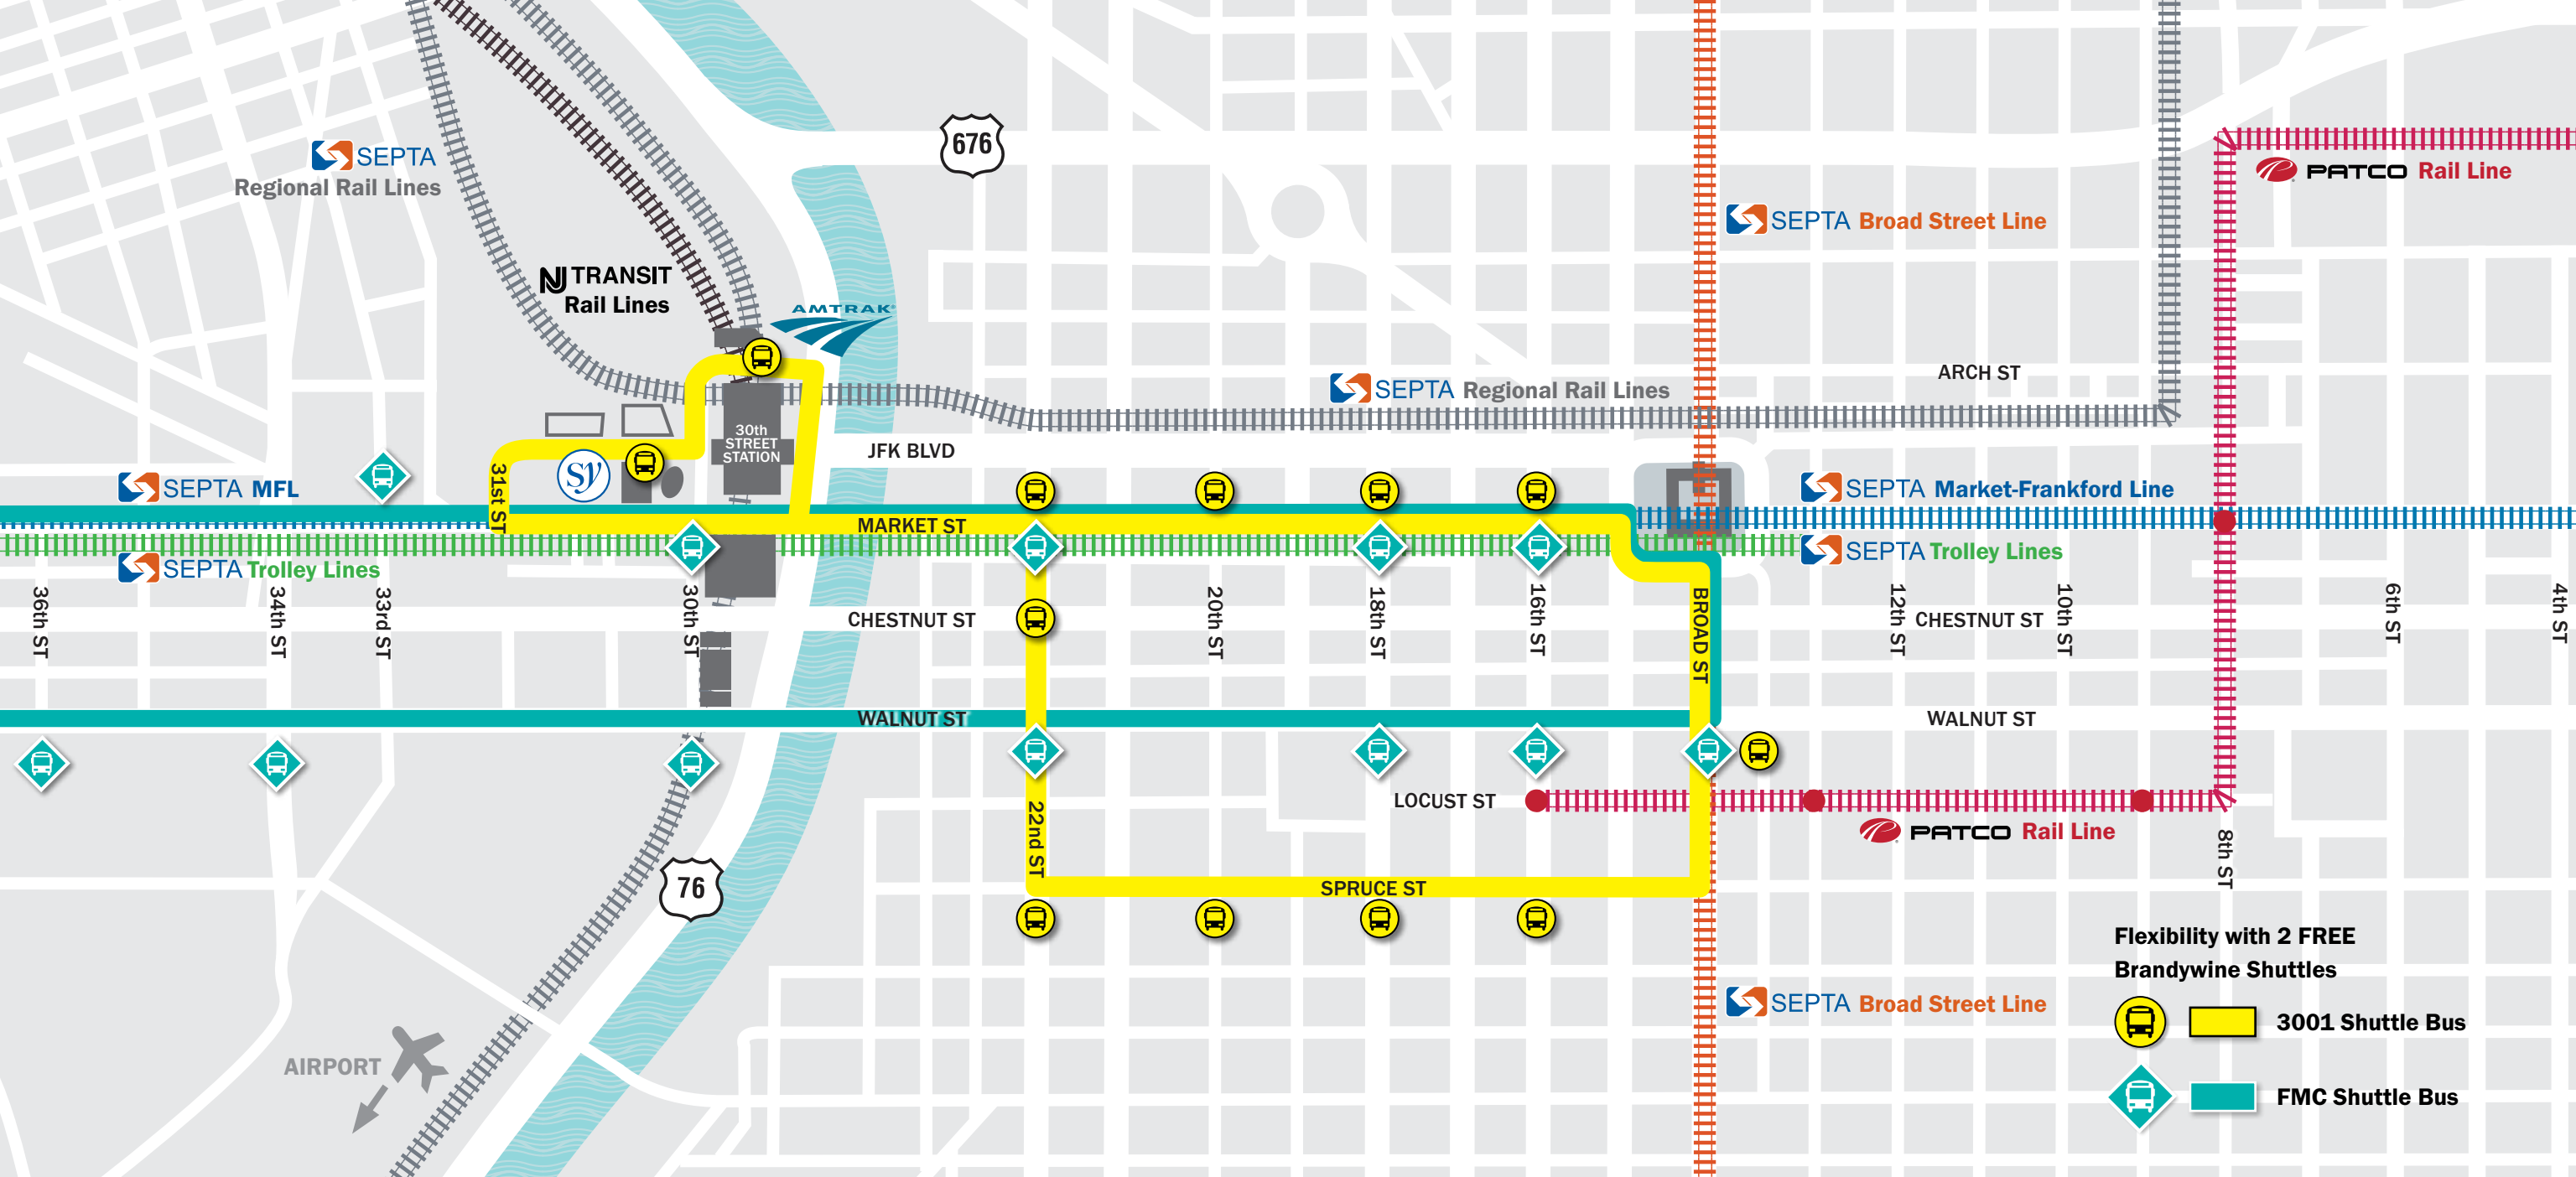 676
SEPTA
Regional Rail Lines
PATCO Rail Line
SEPTA Broad Street Line
NJ TRANSIT
Rail Lines
AMTRAK
ARCH ST
SEPTA Regional Rail Lines
30th
STREET
STATION
JFK BLVD
sy
31st ST
SEPTA MFL
SEPTA Market-Frankford Line
MARKET ST
SEPTA Trolley Lines
SEPTA Trolley Lines
36th ST
34th ST
33rd ST
30th ST
CHESTNUT ST
20th ST
18th ST
16th ST
BROAD ST
12th ST
CHESTNUT ST
10th ST
6th ST
4th ST
WALNUT ST
WALNUT ST
LOCUST ST
22nd ST
PATCO Rail Line
8th ST
76
SPRUCE ST
Flexibility with 2 FREE
Brandywine Shuttles
SEPTA Broad Street Line
3001 Shuttle Bus
AIRPORT
FMC Shuttle Bus